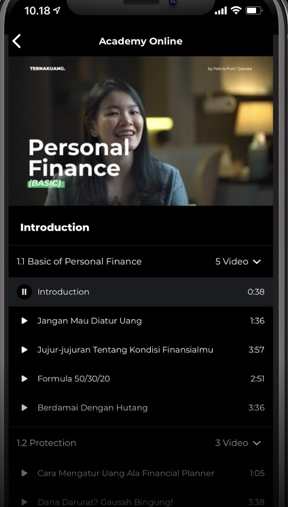 10.18
Academy Online
TERNAKUANG.
by Felicia Putri Tjiasaka
Personal
Finance
(BASIC)
Introduction
1.1 Basic of Personal Finance 5 Video
Introduction 0:38
Jangan Mau Diatur Uang 1:36
Jujur-jujuran Tentang Kondisi Finansialmu 3:57
Formula 50/30/20 2:51
Berdamai Dengan Hutang 3:36
1.2 Protection 3 Video
Cara Mengatur Uang Ala Financial Planner 1:05
Dana Darurat? Gausah Bingung! 3:38